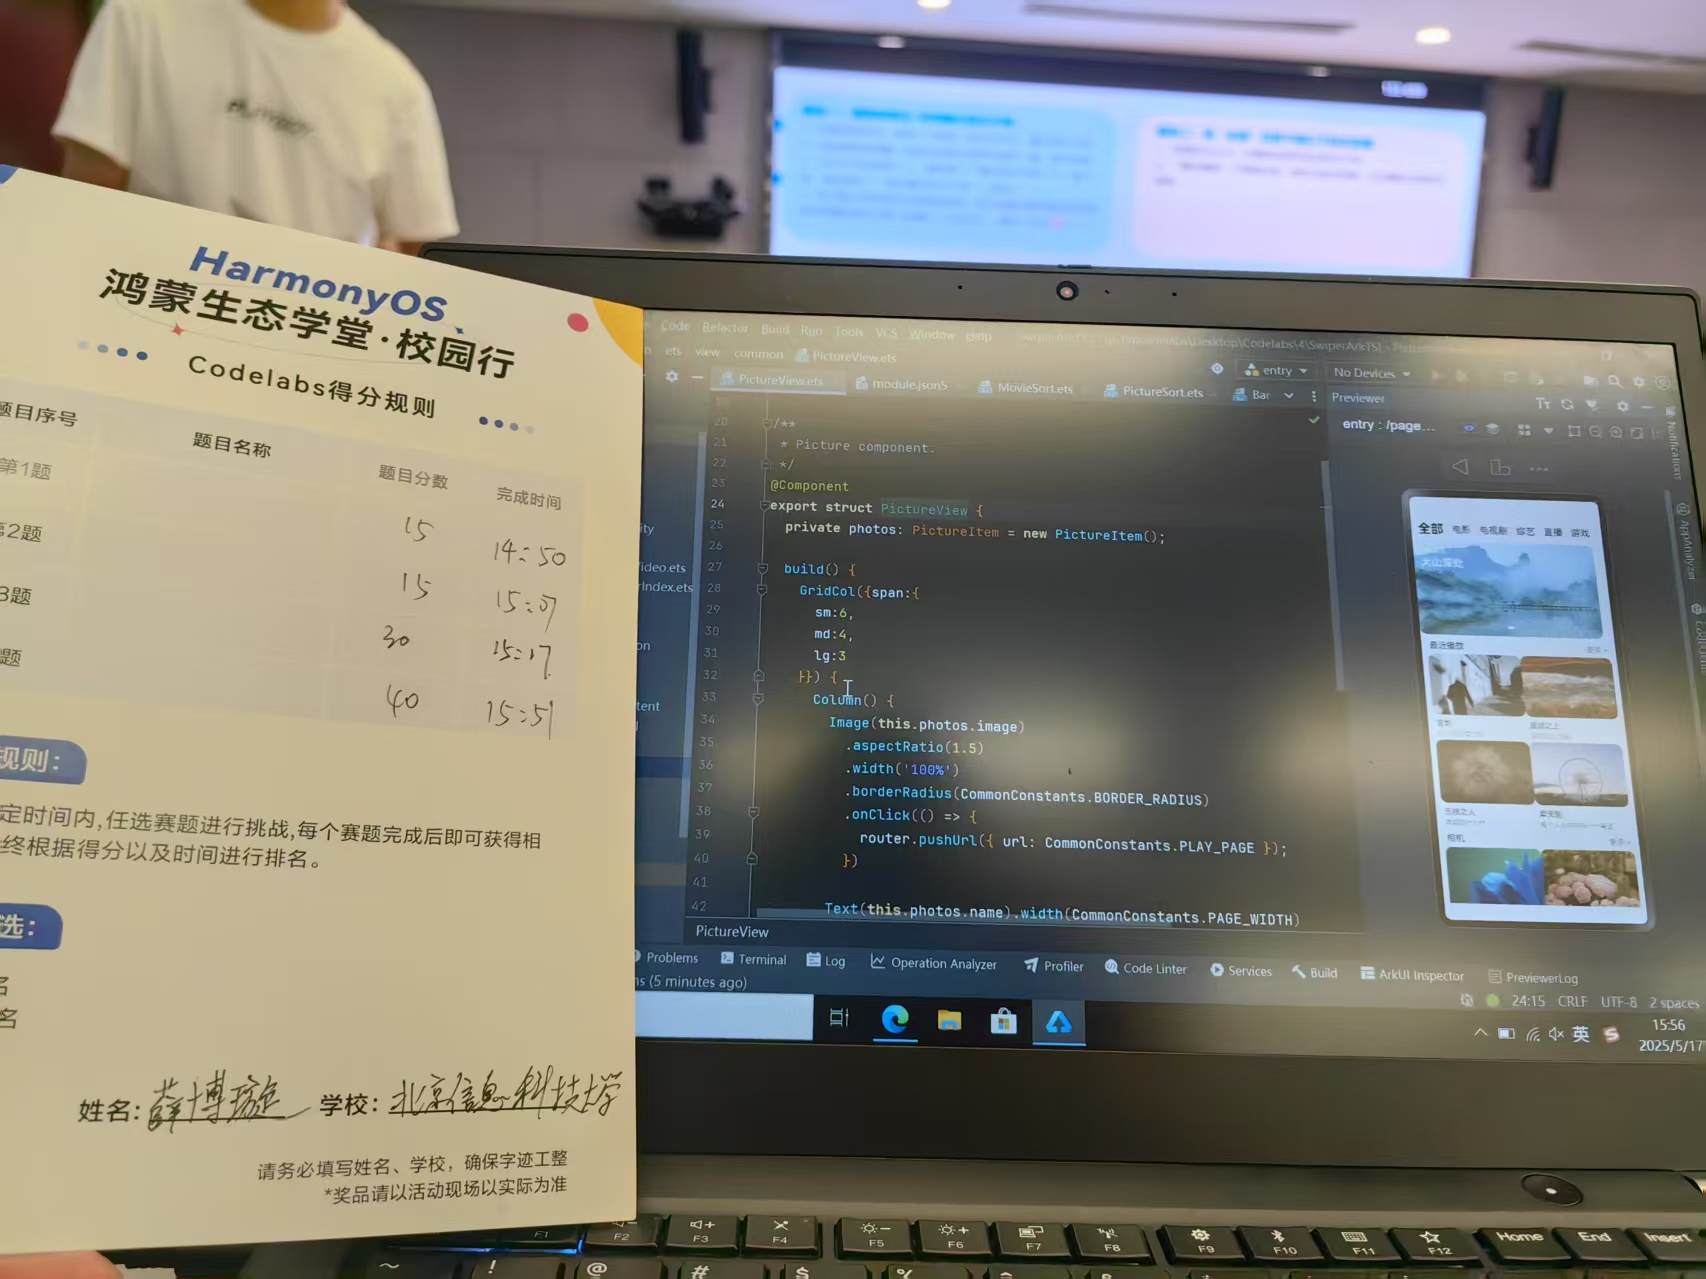 HarmonyOS
鸿蒙生态学堂·校园行
Codelabs得分规则
题目序号 题目名称 题目分数 完成时间
第1题 15 14:50
第2题 15 15:07
3题 30 15:17
题 40 15:51
规则:
定时间内,任选赛题进行挑战,每个赛题完成后即可获得相
终根据得分以及时间进行排名。
选:
名
名
姓名:薛博璇 学校:北京信息科技大学
请务必填写姓名、学校，确保字迹工整
*奖品请以活动现场以实际为准
Code Refactor Build Run Tools VCS Window Help
ets view common PictureView.ets
entry No Devices
PictureView.ets module.json5 MovieSort.ets PictureSort.ets Bar
Previewer
entry : /page...
20 /**
21 * Picture component.
22 */
23 @Component
24 export struct PictureView {
25 private photos: PictureItem = new PictureItem();
26
27 build() {
28 GridCol({span:{
29 sm:6,
30 md:4,
31 lg:3
32 }}) {
33 Column() {
34 Image(this.photos.image)
35 .aspectRatio(1.5)
36 .width('100%')
37 .borderRadius(CommonConstants.BORDER_RADIUS)
38 .onClick(() => {
39 router.pushUrl({ url: CommonConstants.PLAY_PAGE });
40 })
41
42 Text(this.photos.name).width(CommonConstants.PAGE_WIDTH)
PictureView
Problems Terminal Log Operation Analyzer Profiler Code Linter Services Build ArkUI Inspector PreviewerLog
(5 minutes ago)
24:15 CRLF UTF-8 2 spaces
全部 电影 电视剧 综艺 直播 游戏
大山深处
最近播放
Notifications
AppAnalyzer
英
15:56
2025/5/17
F1 F2 F3 F4 F5 F6 F7 F8 F9 F10 F11 F12 Home End Insert
~ ! @ # $ %